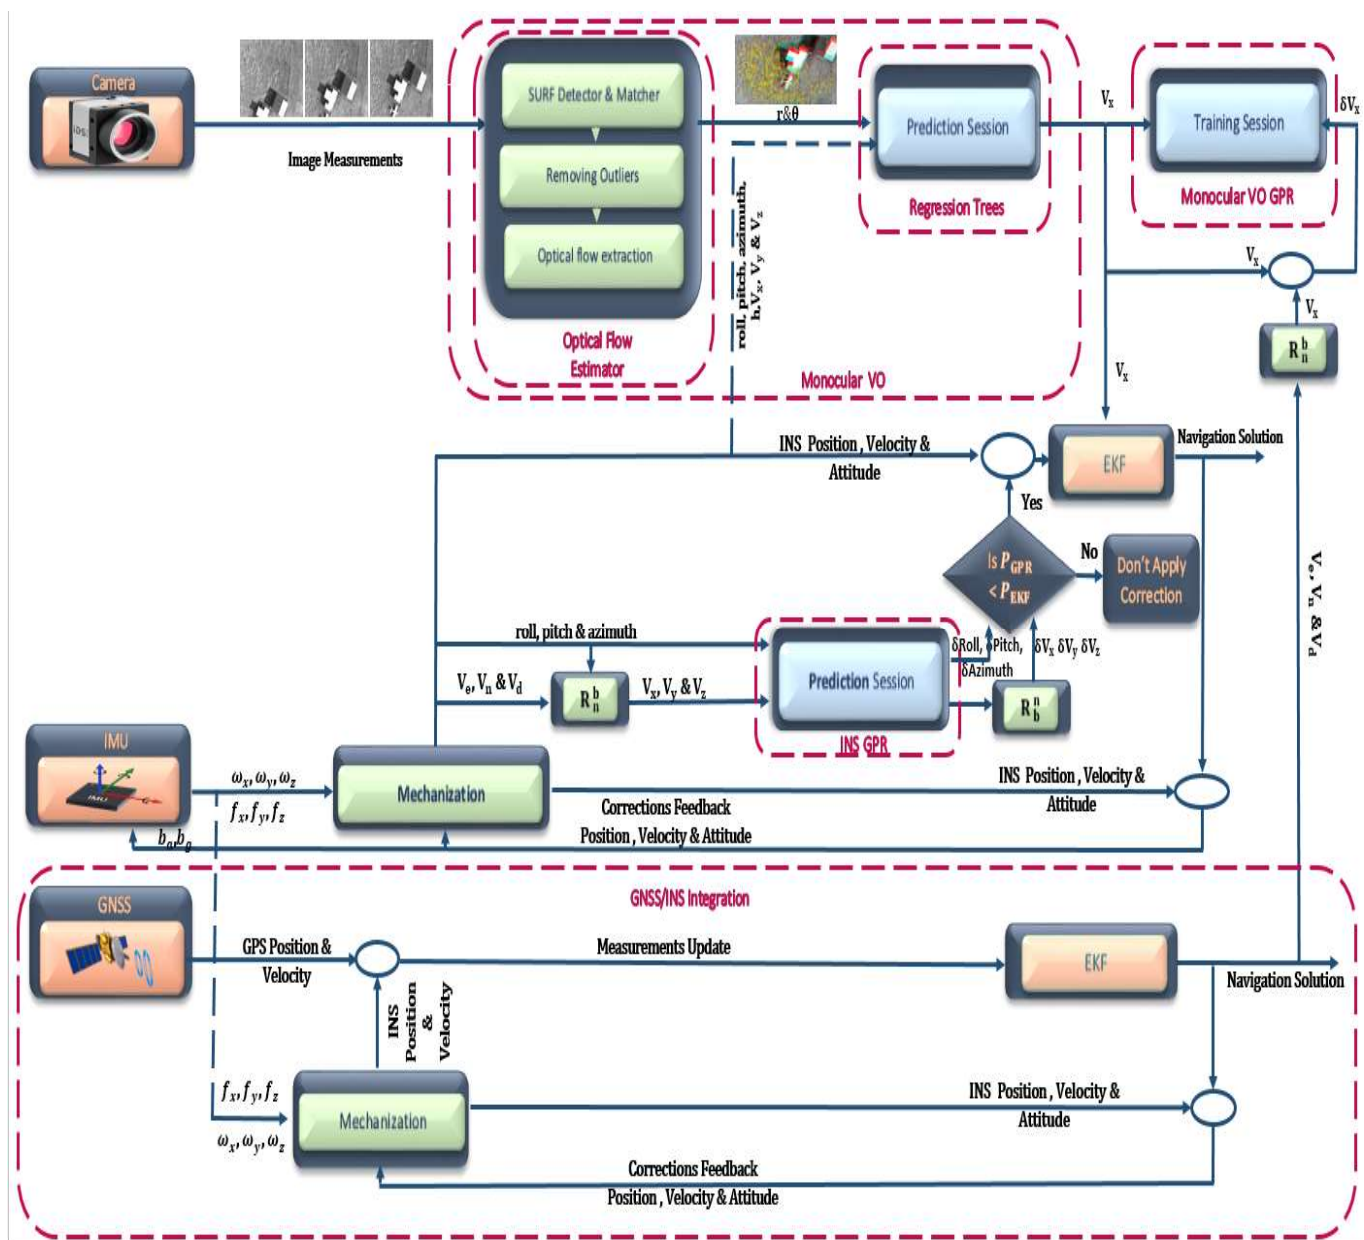 Camera
Image Measurements
SURF Detector & Matcher
Removing Outliers
Optical flow extraction
Optical Flow
Estimator
r&θ
roll, pitch, azimuth,
h,Vx, Vy & Vz
Prediction Session
Regression Trees
Monocular VO
Vx
Training Session
Monocular VO GPR
δVx
Vx
Vx
R_n^b
Vx
INS Position , Velocity &
Attitude
EKF
Navigation Solution
Yes
Is P_GPR
< P_EKF
No
Don't Apply
Correction
Ve, Vn & Vd
roll, pitch & azimuth
Ve, Vn & Vd
R_n^b
Vx, Vy & Vz
Prediction Session
INS GPR
δRoll, δPitch,
δAzimuth
δVx δVy δVz
R_b^n
IMU
IMU
ωx, ωy, ωz
fx, fy, fz
Mechanization
INS Position , Velocity &
Attitude
Corrections Feedback
Position , Velocity & Attitude
ba,bg
GNSS/INS Integration
GNSS
GPS Position &
Velocity
Measurements Update
EKF
Navigation Solution
INS
Position
&
Velocity
fx, fy, fz
ωx, ωy, ωz
Mechanization
INS Position , Velocity &
Attitude
Corrections Feedback
Position , Velocity & Attitude